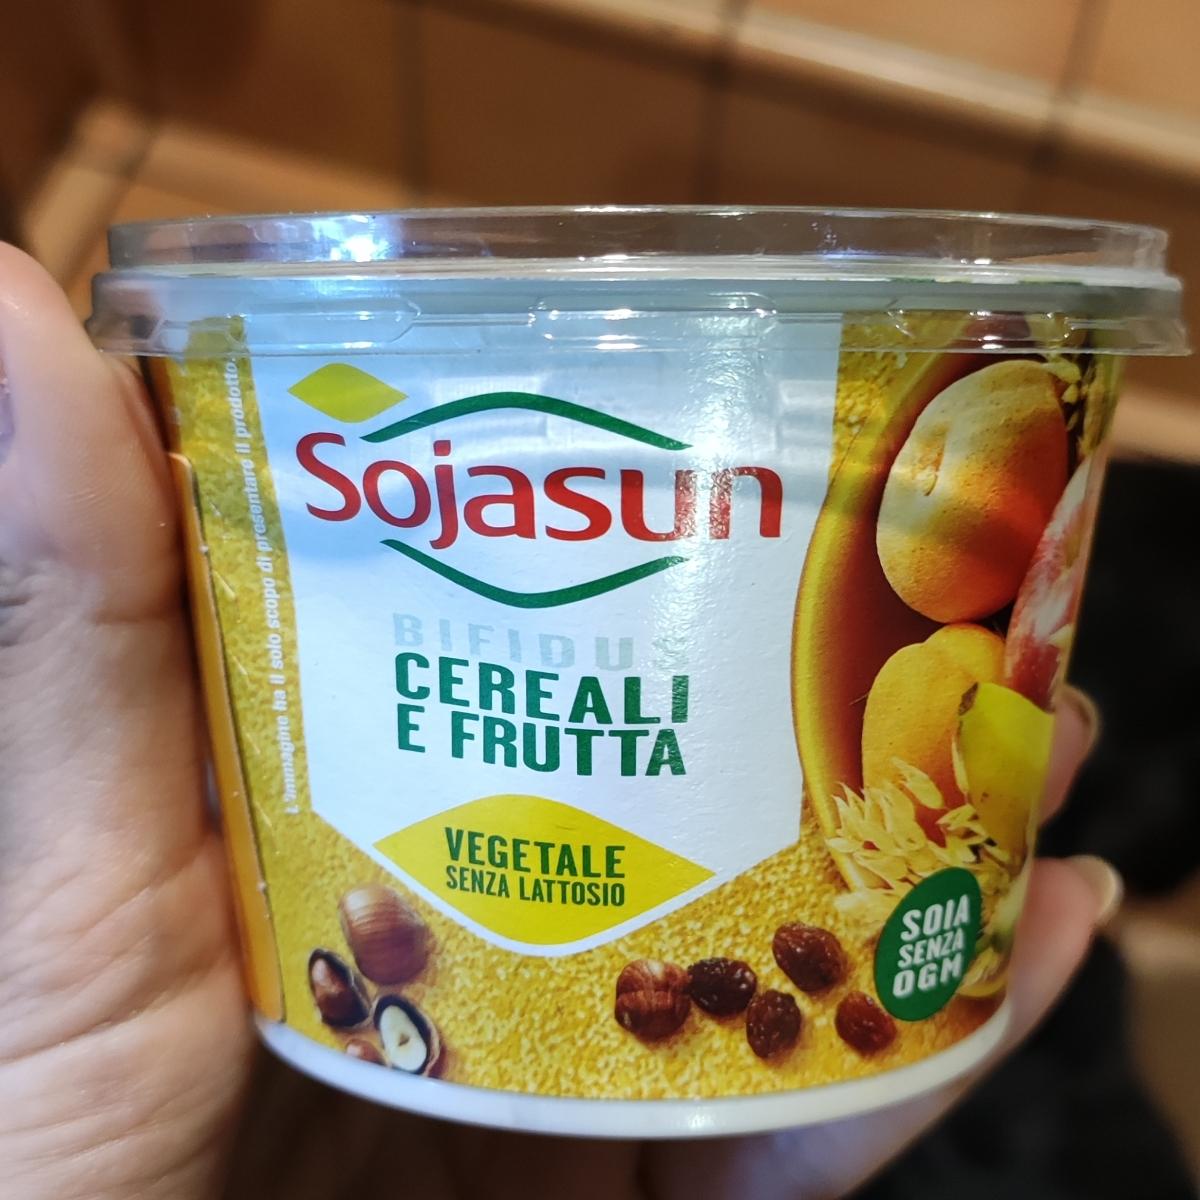 Sojasun
BIFIDUS
CEREALI
E FRUTTA
VEGETALE
SENZA LATTOSIO
SOIA
SENZA
OGM
L'immagine ha il solo scopo di presentare il prodotto.